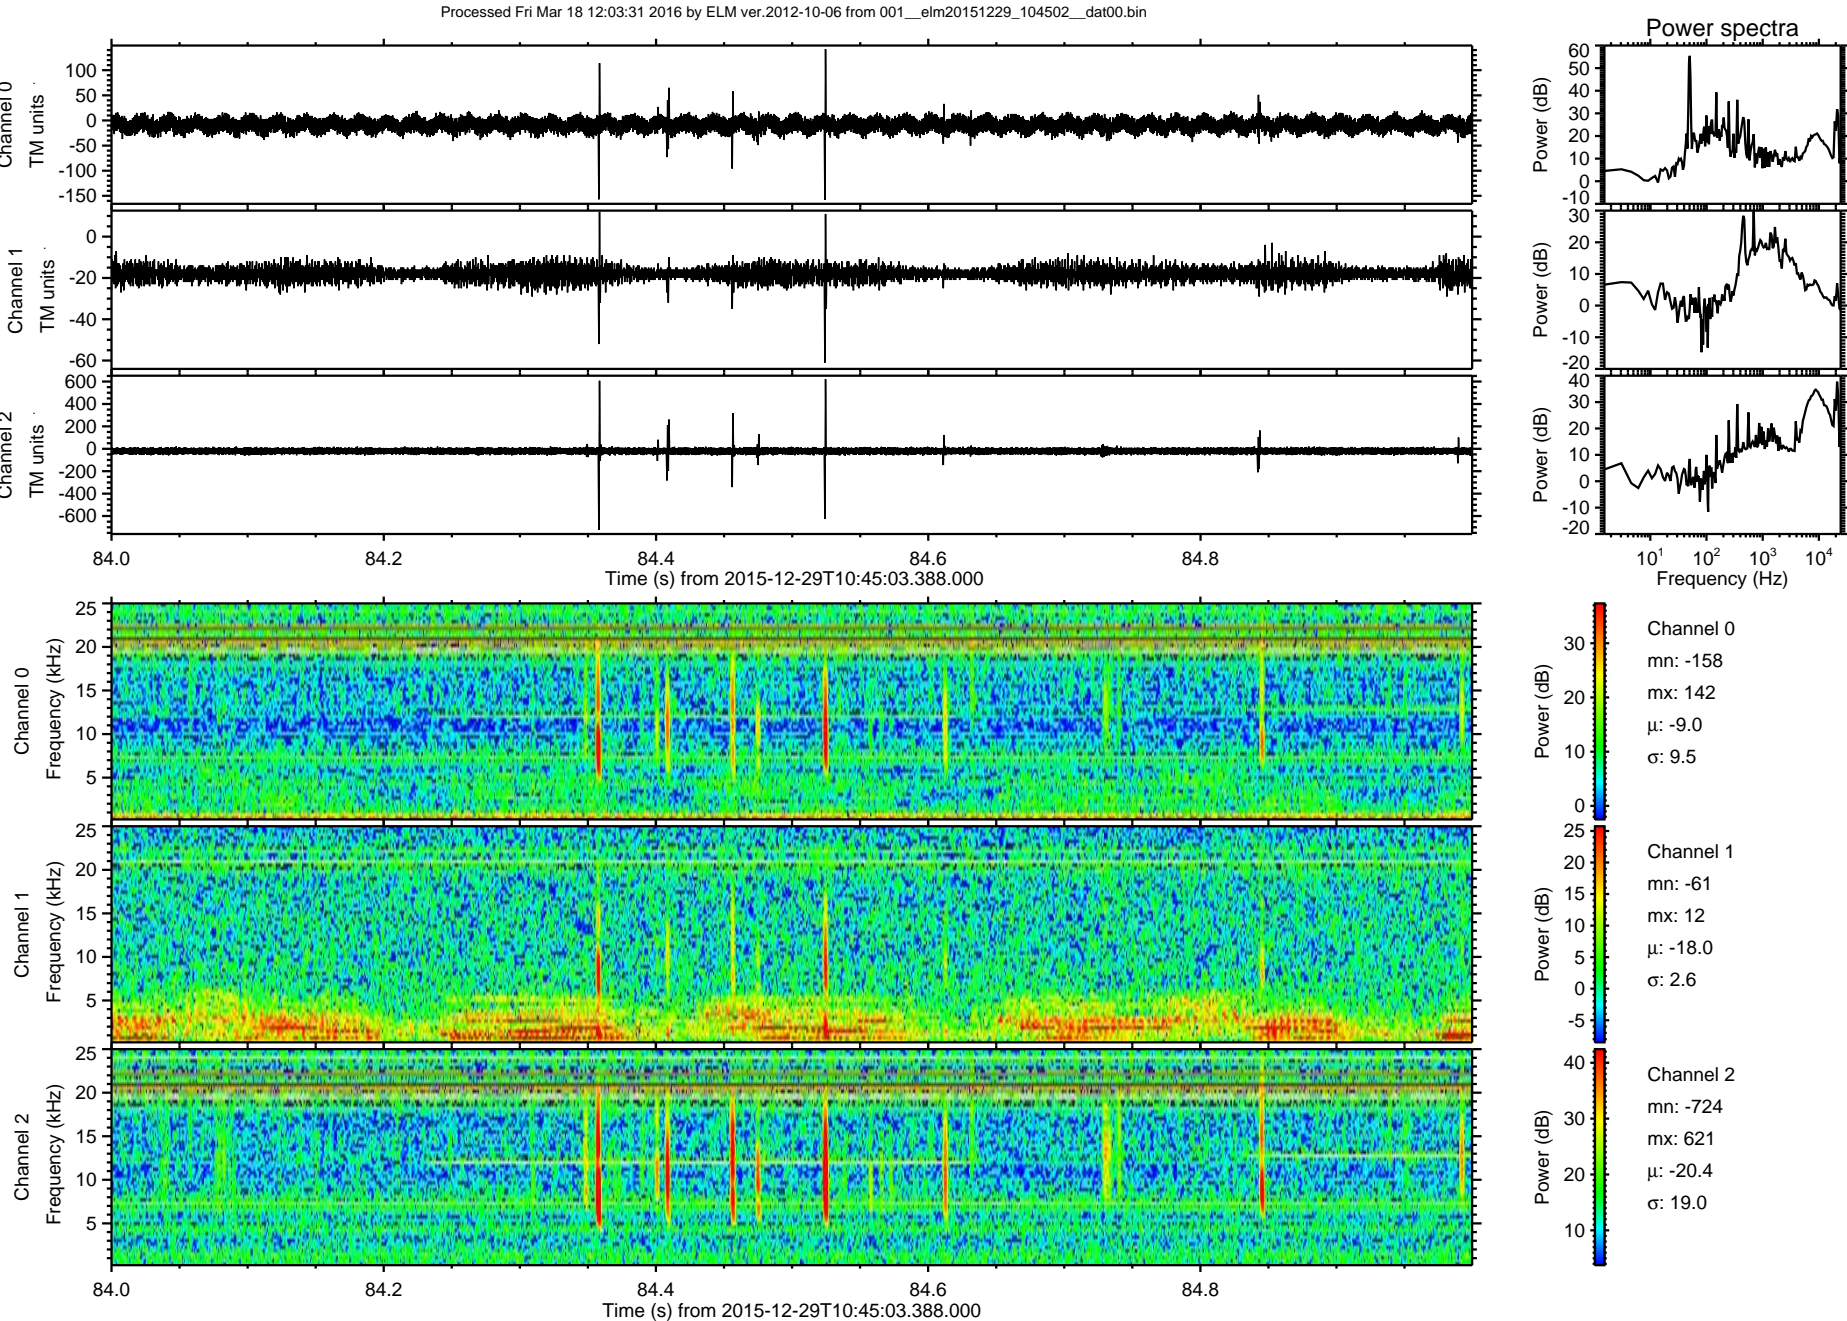 Processed Fri Mar 18 12:03:31 2016 by ELM ver.2012-10-06 from 001__elm20151229_104502__dat00.bin
Power spectra
Channel 0
TM units
100
50
0
-50
-100
-150
Power (dB)
60
50
40
30
20
10
0
-10
Channel 1
TM units
0
-20
-40
-60
Power (dB)
30
20
10
0
-10
-20
Channel 2
TM units
600
400
200
0
-200
-400
-600
Power (dB)
40
30
20
10
0
-10
-20
84.0 84.2 84.4 84.6 84.8
Time (s) from 2015-12-29T10:45:03.388.000
10¹ 10² 10³ 10⁴
Frequency (Hz)
Channel 0
Frequency (kHz)
25
20
15
10
5
Power (dB)
30
20
10
0
Channel 0
mn: -158
mx: 142
μ: -9.0
σ: 9.5
Channel 1
Frequency (kHz)
25
20
15
10
5
Power (dB)
25
20
15
10
5
0
-5
Channel 1
mn: -61
mx: 12
μ: -18.0
σ: 2.6
Channel 2
Frequency (kHz)
25
20
15
10
5
Power (dB)
40
30
20
10
Channel 2
mn: -724
mx: 621
μ: -20.4
σ: 19.0
84.0 84.2 84.4 84.6 84.8
Time (s) from 2015-12-29T10:45:03.388.000